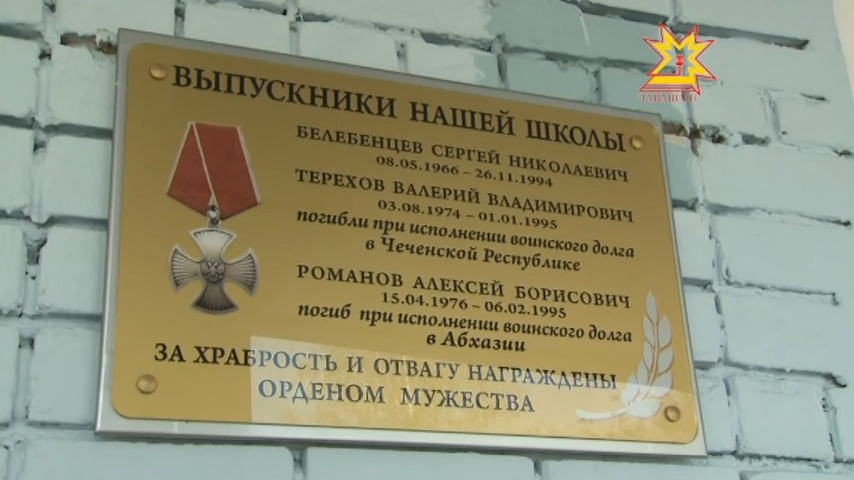 ВЫПУСКНИКИ НАШЕЙ ШКОЛЫ
БЕЛЕБЕНЦЕВ СЕРГЕЙ НИКОЛАЕВИЧ
08.05.1966 – 26.11.1994
ТЕРЕХОВ ВАЛЕРИЙ ВЛАДИМИРОВИЧ
03.08.1974 – 01.01.1995
погибли при исполнении воинского долга
в Чеченской Республике
РОМАНОВ АЛЕКСЕЙ БОРИСОВИЧ
15.04.1976 – 06.02.1995
погиб при исполнении воинского долга
в Абхазии
ЗА ХРАБРОСТЬ И ОТВАГУ НАГРАЖДЕНЫ
ОРДЕНОМ МУЖЕСТВА